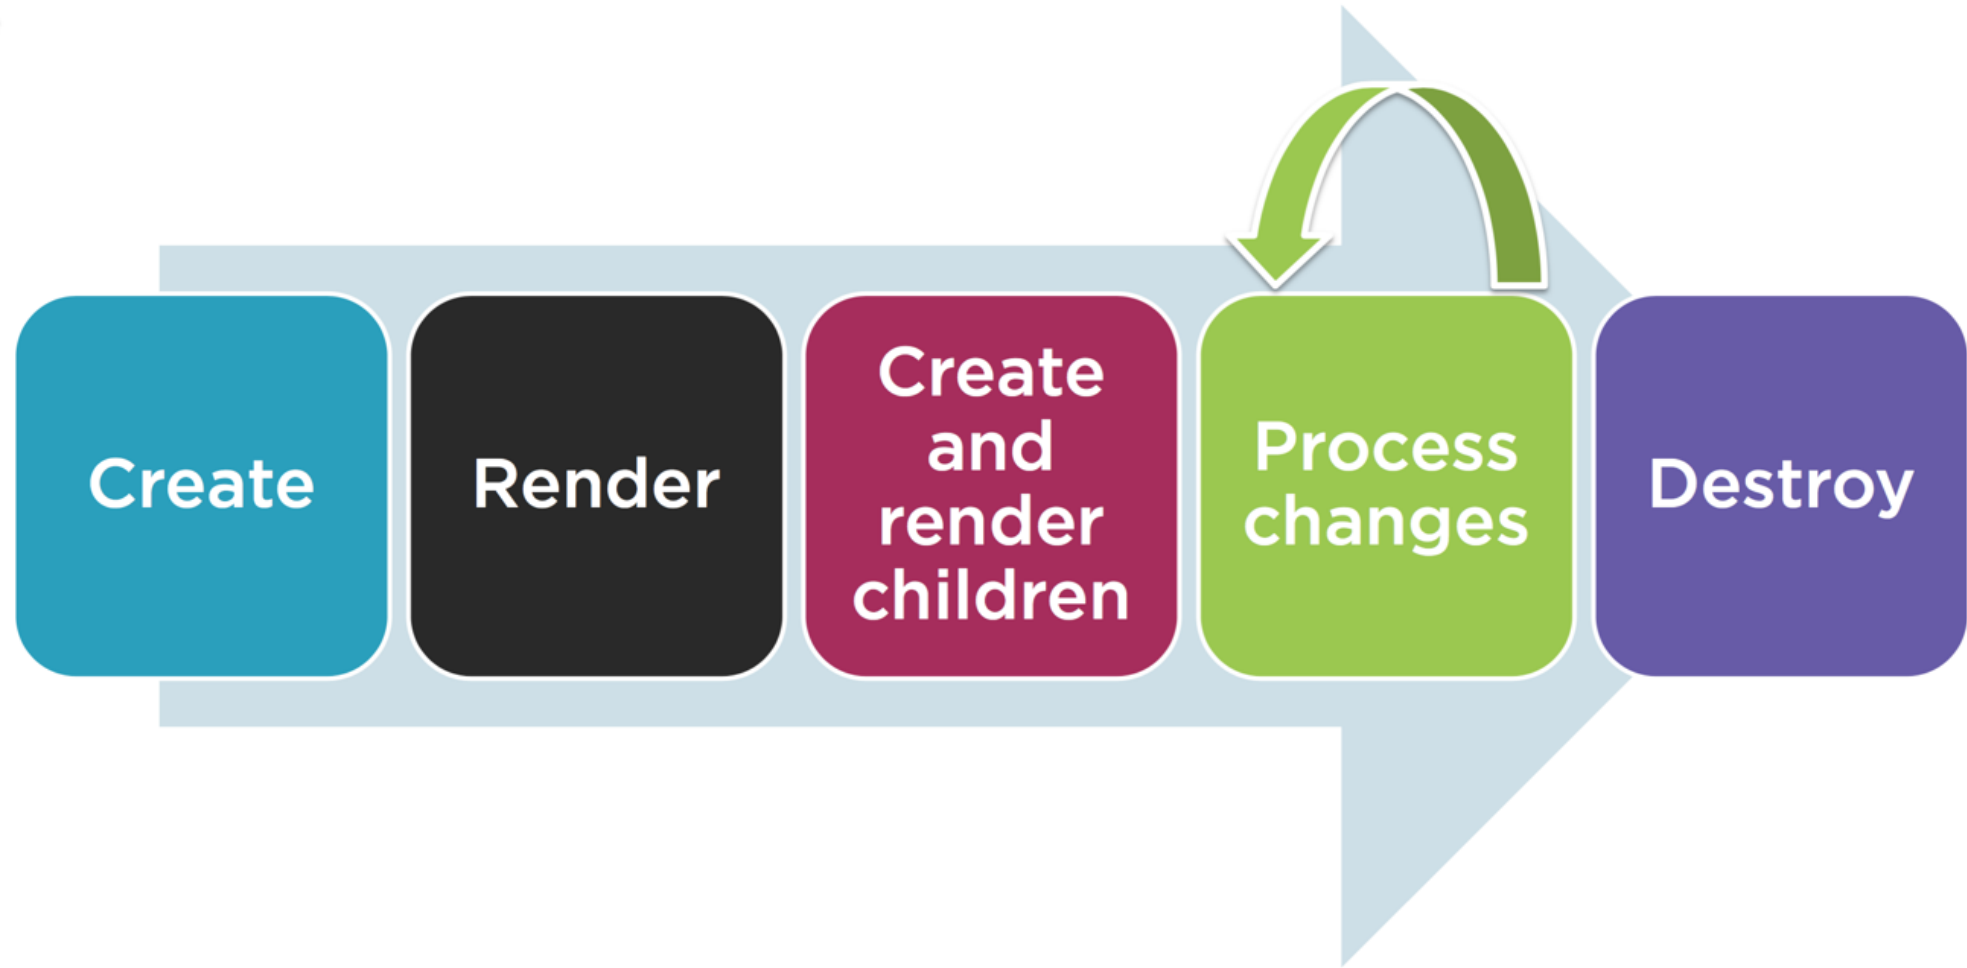 Create
Render
Create
and
render
children
Process
changes
Destroy